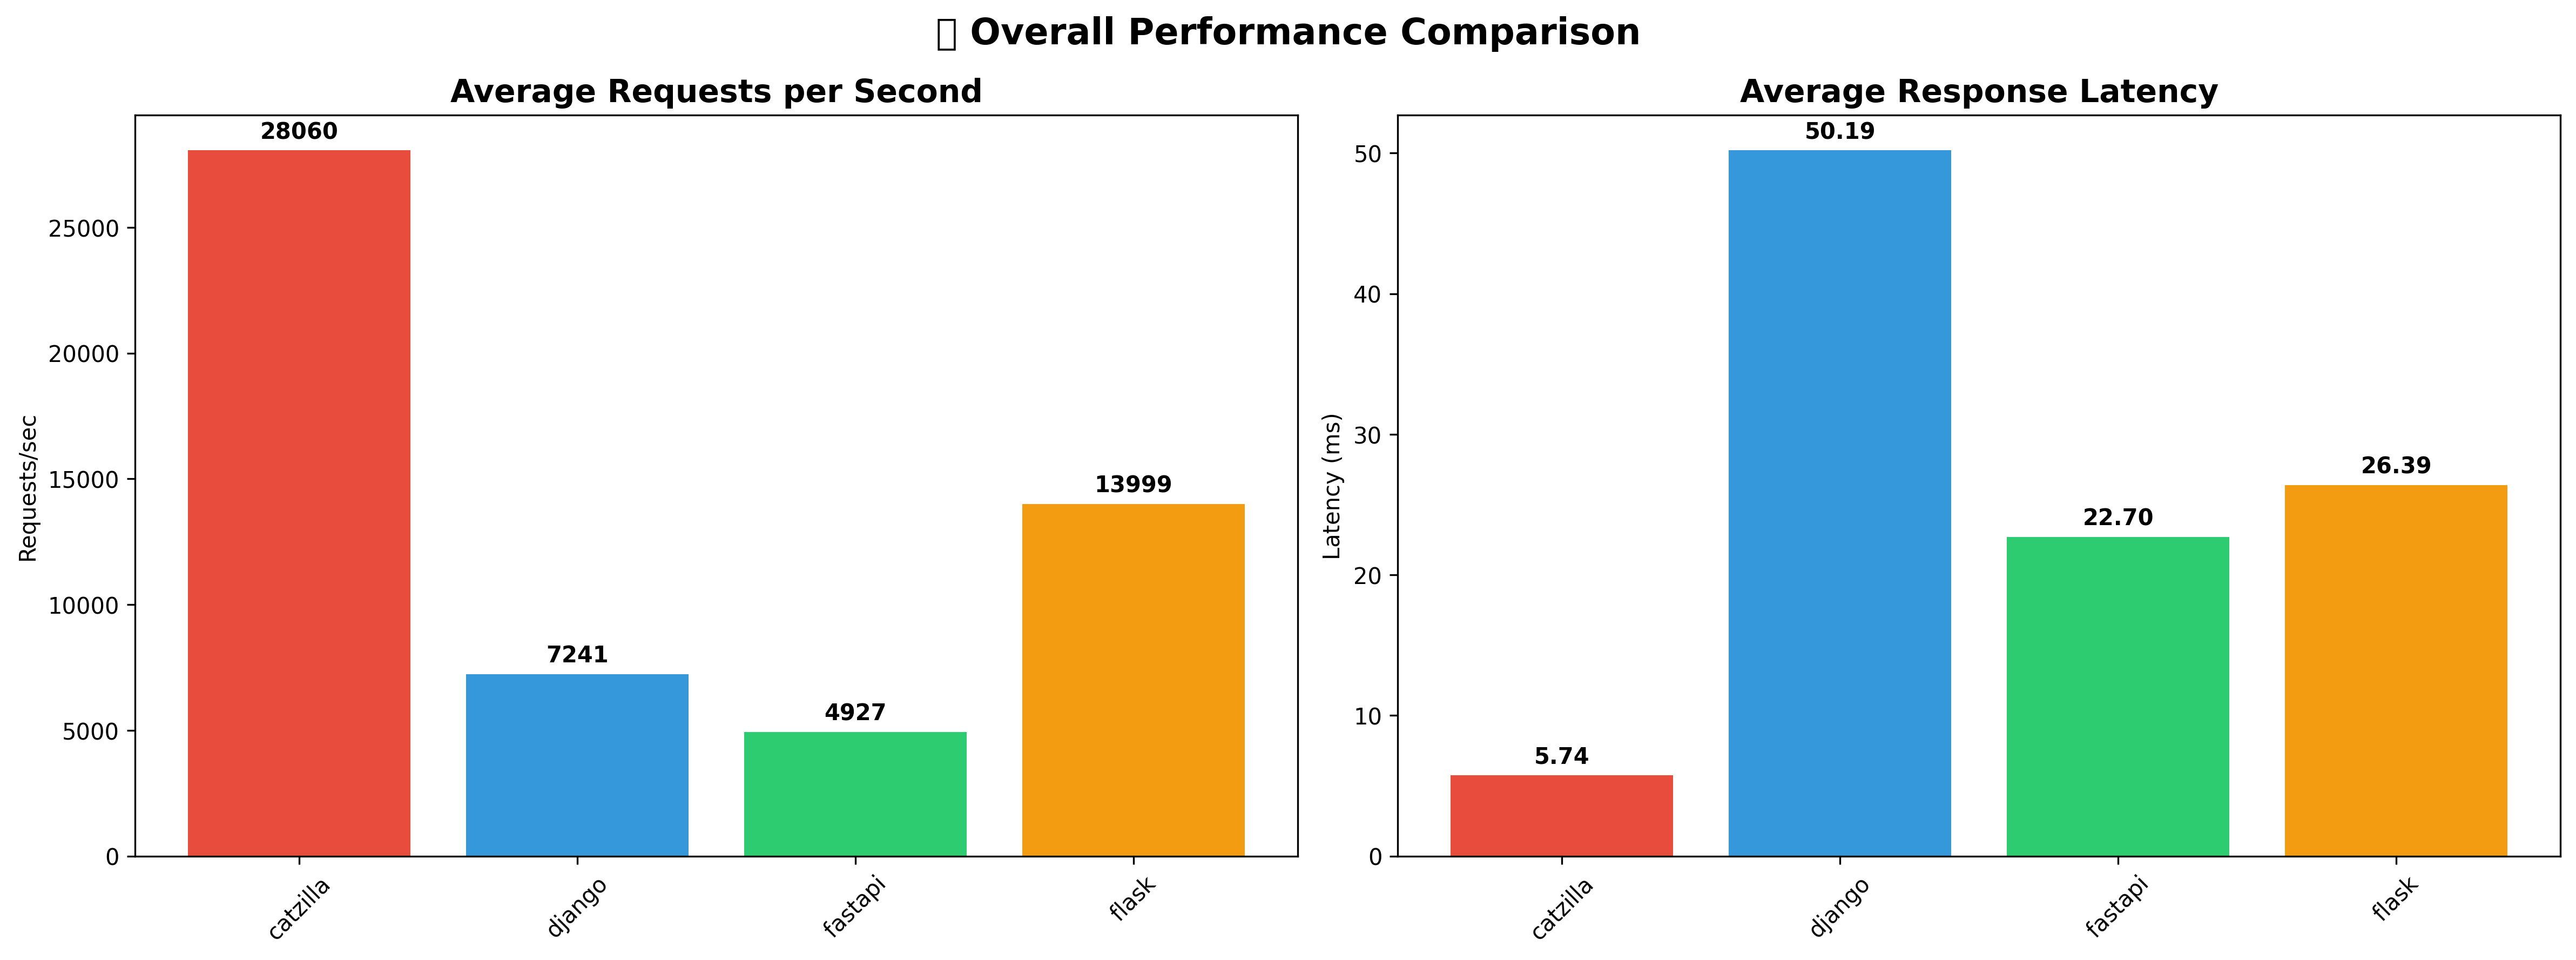 Overall Performance Comparison
Average Requests per Second
28060
25000
20000
15000
10000
5000
0
Requests/sec
7241
4927
13999
catzilla
django
fastapi
flask
Average Response Latency
50.19
50
40
30
20
10
0
Latency (ms)
5.74
22.70
26.39
catzilla
django
fastapi
flask